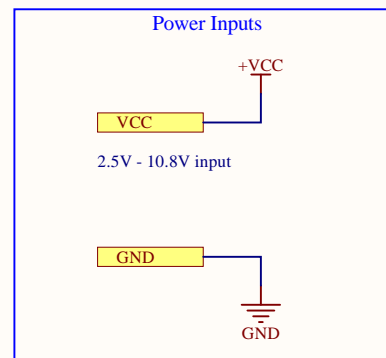 Power Inputs
+VCC
VCC
2.5V - 10.8V input
GND
GND